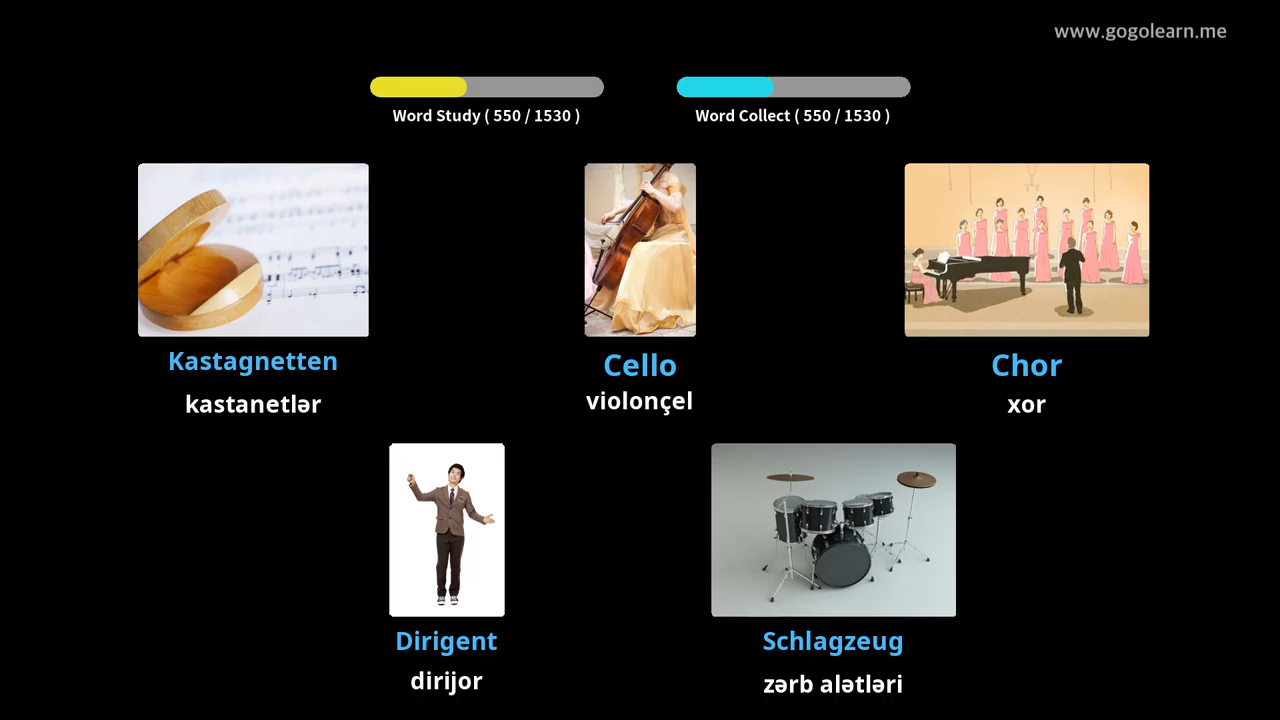 www.gogolearn.me
Word Study ( 550 / 1530 )
Word Collect ( 550 / 1530 )
Kastagnetten
kastanetlər
Cello
violonçel
Chor
xor
Dirigent
dirijor
Schlagzeug
zərb alətləri